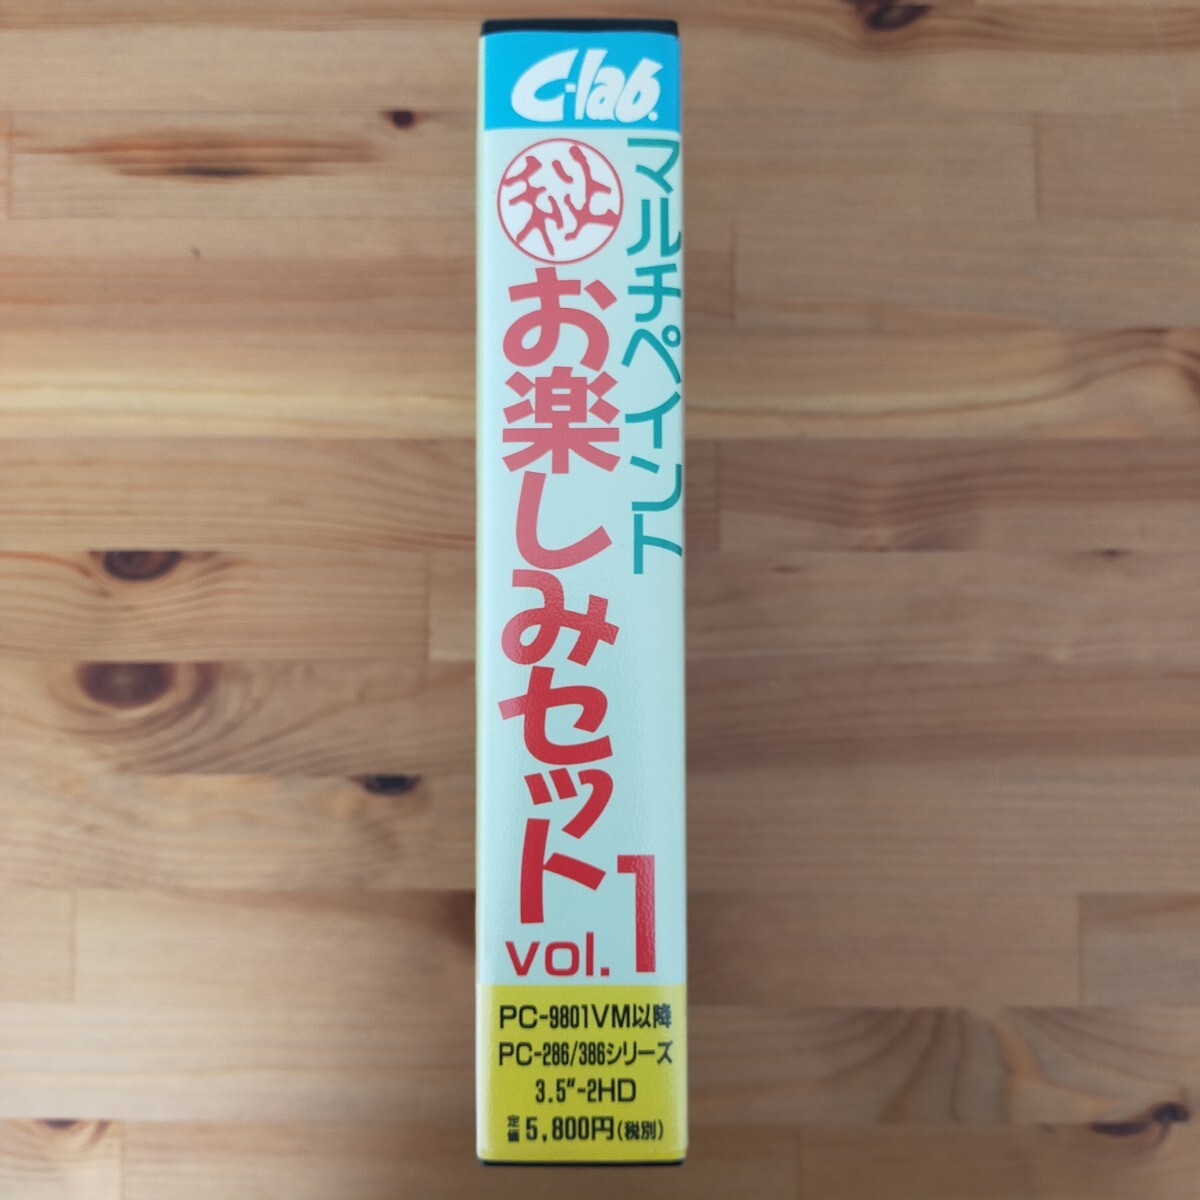 C-lab.
マルチペイント
秘
お楽しみセット
vol.1
PC-9801VM以降
PC-286/386シリーズ
3.5"-2HD
定価 5,800円(税別)